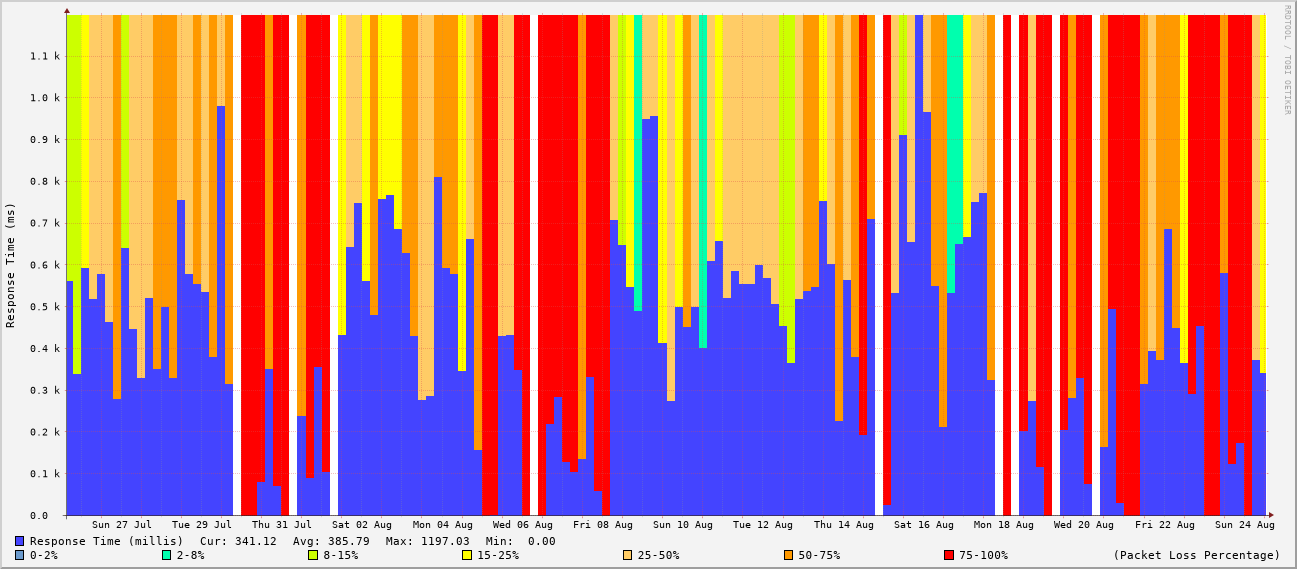 RRDTOOL / TOBI OETIKER
Response Time (ms)
1.1 k
1.0 k
0.9 k
0.8 k
0.7 k
0.6 k
0.5 k
0.4 k
0.3 k
0.2 k
0.1 k
0.0
Sun 27 Jul Tue 29 Jul Thu 31 Jul Sat 02 Aug Mon 04 Aug Wed 06 Aug Fri 08 Aug Sun 10 Aug Tue 12 Aug Thu 14 Aug Sat 16 Aug Mon 18 Aug Wed 20 Aug Fri 22 Aug Sun 24 Aug
Response Time (millis) Cur: 341.12 Avg: 385.79 Max: 1197.03 Min: 0.00
0-2% 2-8% 8-15% 15-25% 25-50% 50-75% 75-100% (Packet Loss Percentage)